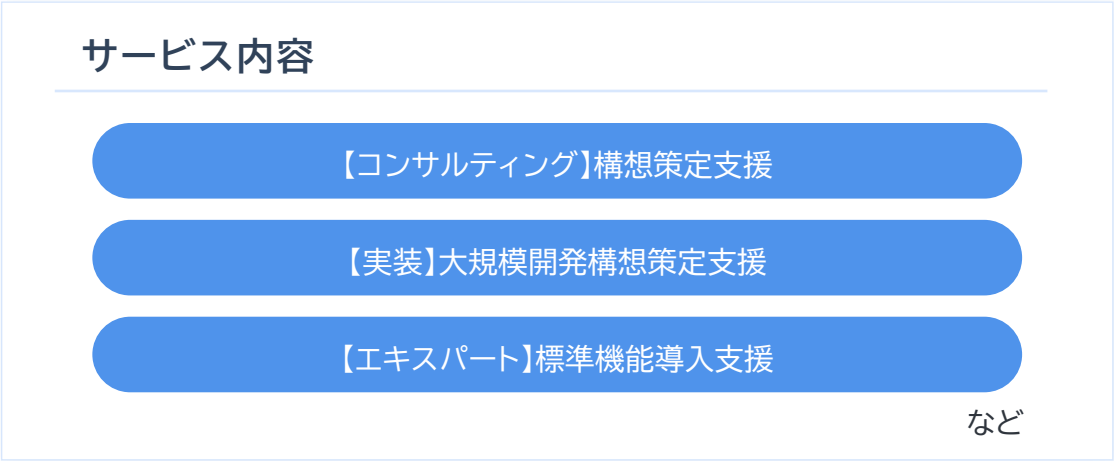 サービス内容
【コンサルティング】構想策定支援
【実装】大規模開発構想策定支援
【エキスパート】標準機能導入支援
など